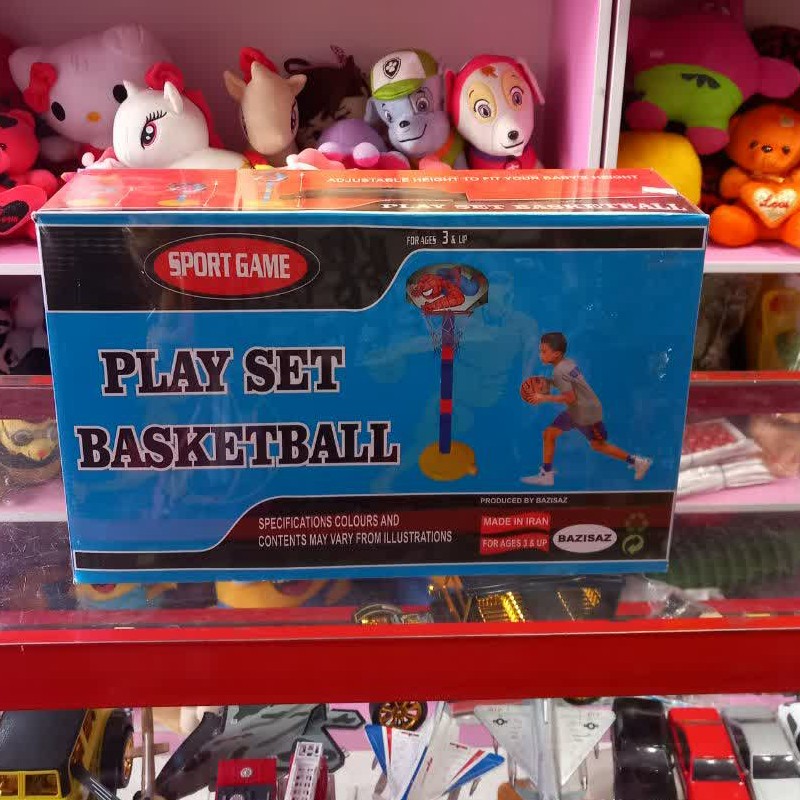 ADJUSTABLE HEIGHT TO FIT YOUR BABY'S HEIGHT
PLAY SET BASKETBALL
SPORT GAME
FOR AGES 3 & UP
PLAY SET
BASKETBALL
PRODUCED BY BAZISAZ
SPECIFICATIONS COLOURS AND
CONTENTS MAY VARY FROM ILLUSTRATIONS
MADE IN IRAN
FOR AGES 3 & UP
BAZISAZ
Love